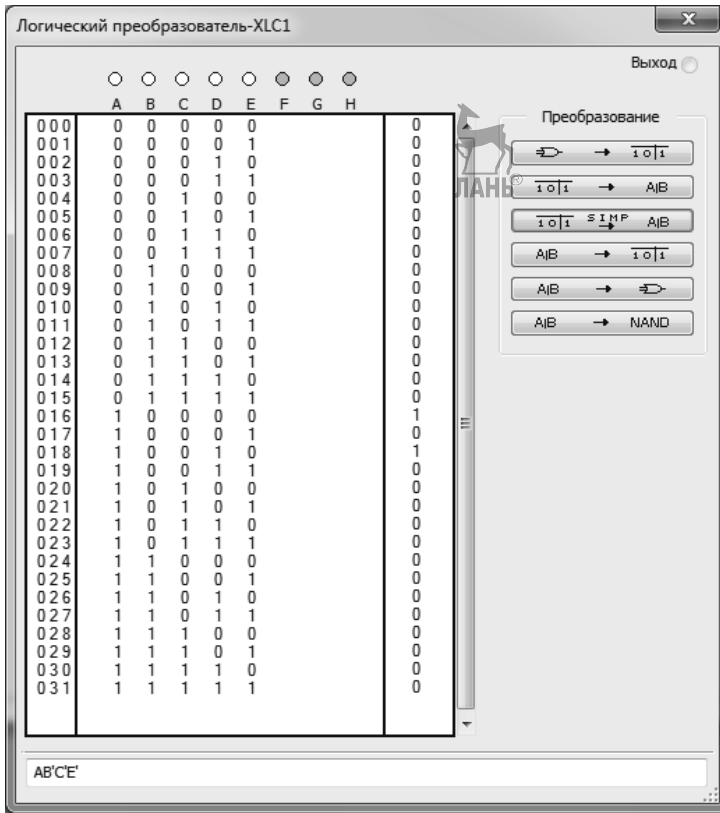 Логический преобразователь-XLC1
x
Выход
A B C D E F G H
000 0 0 0 0 0 0
001 0 0 0 0 1 0
002 0 0 0 1 0 0
003 0 0 0 1 1 0
004 0 0 1 0 0 0
005 0 0 1 0 1 0
006 0 0 1 1 0 0
007 0 0 1 1 1 0
008 0 1 0 0 0 0
009 0 1 0 0 1 0
010 0 1 0 1 0 0
011 0 1 0 1 1 0
012 0 1 1 0 0 0
013 0 1 1 0 1 0
014 0 1 1 1 0 0
015 0 1 1 1 1 0
016 1 0 0 0 0 1
017 1 0 0 0 1 0
018 1 0 0 1 0 1
019 1 0 0 1 1 0
020 1 0 1 0 0 0
021 1 0 1 0 1 0
022 1 0 1 1 0 0
023 1 0 1 1 1 0
024 1 1 0 0 0 0
025 1 1 0 0 1 0
026 1 1 0 1 0 0
027 1 1 0 1 1 0
028 1 1 1 0 0 0
029 1 1 1 0 1 0
030 1 1 1 1 0 0
031 1 1 1 1 1 0
ЛАНЬ®
Преобразование
→ 1 0 1
1 0 1 → A|B
1 0 1 SIMP → A|B
A|B → 1 0 1
A|B →
A|B → NAND
AB'C'E'